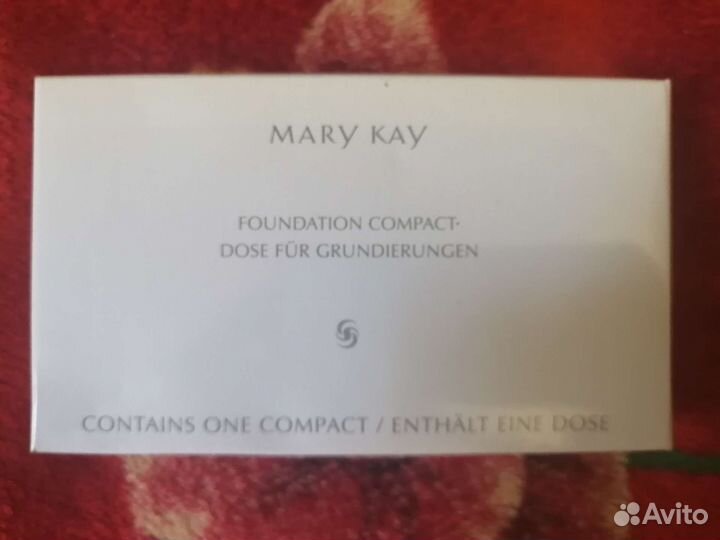 MARY KAY
FOUNDATION COMPACT·
DOSE FÜR GRUNDIERUNGEN
CONTAINS ONE COMPACT / ENTHÄLT EINE DOSE
Avito